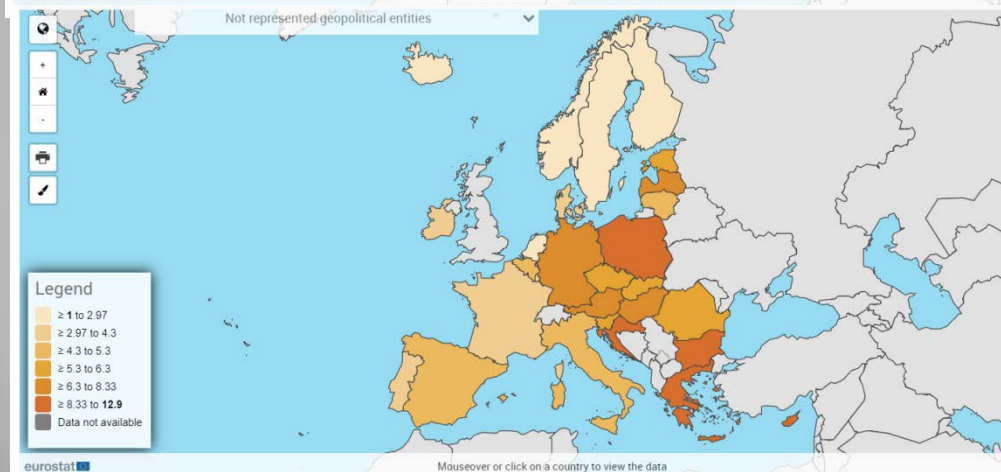 Not represented geopolitical entities
+
-
Legend
≥ 1 to 2.97
≥ 2.97 to 4.3
≥ 4.3 to 5.3
≥ 5.3 to 6.3
≥ 6.3 to 8.33
≥ 8.33 to 12.9
Data not available
eurostat
Mouseover or click on a country to view the data